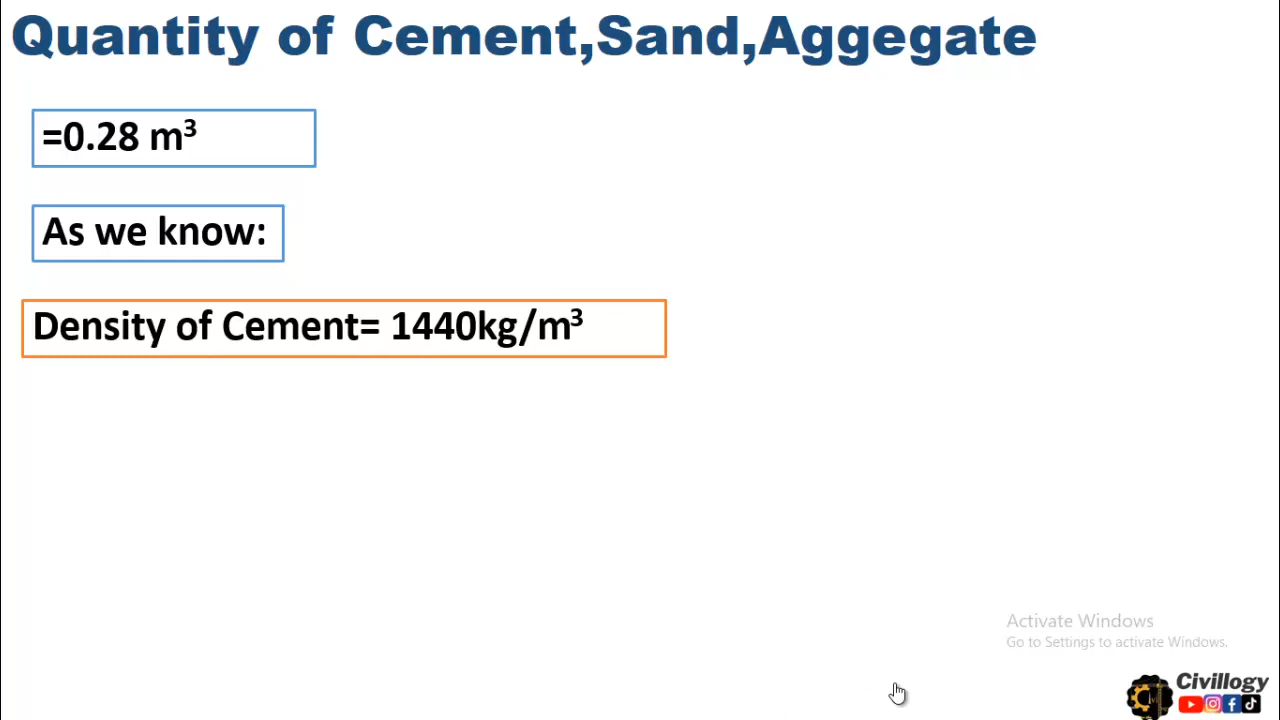 Quantity of Cement,Sand,Aggegate
=0.28 m³
As we know:
Density of Cement= 1440kg/m³
Activate Windows
Go to Settings to activate Windows.
Civillogy